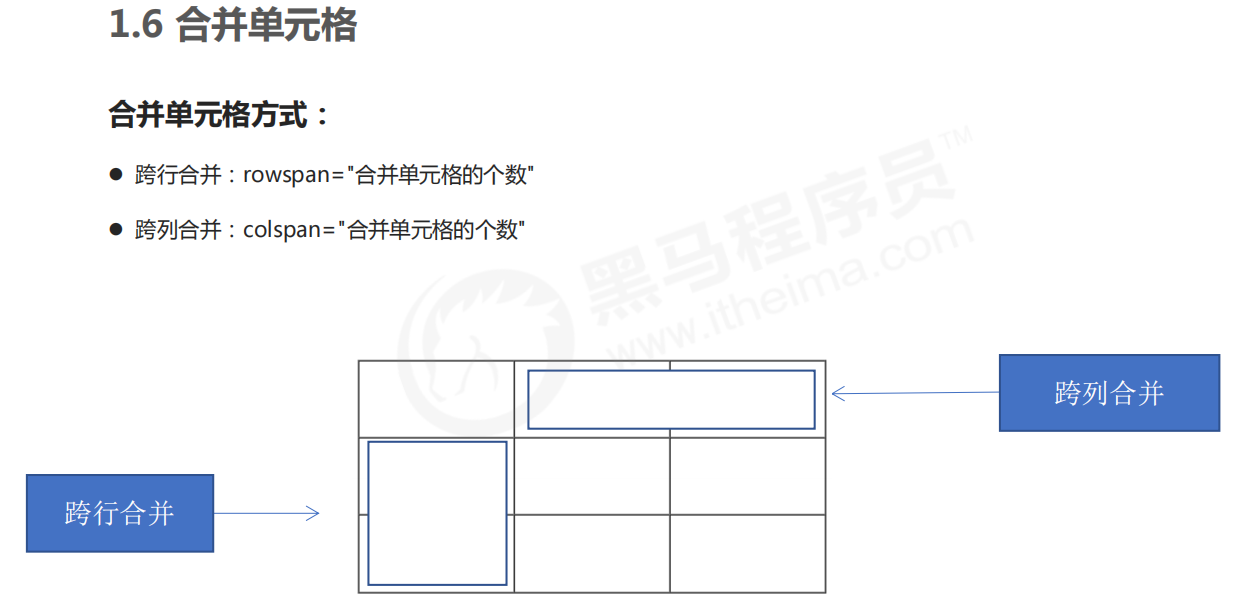 1.6 合并单元格
合并单元格方式：
● 跨行合并：rowspan="合并单元格的个数"
● 跨列合并：colspan="合并单元格的个数"
黑马程序员™
www.itheima.com
跨列合并
跨行合并